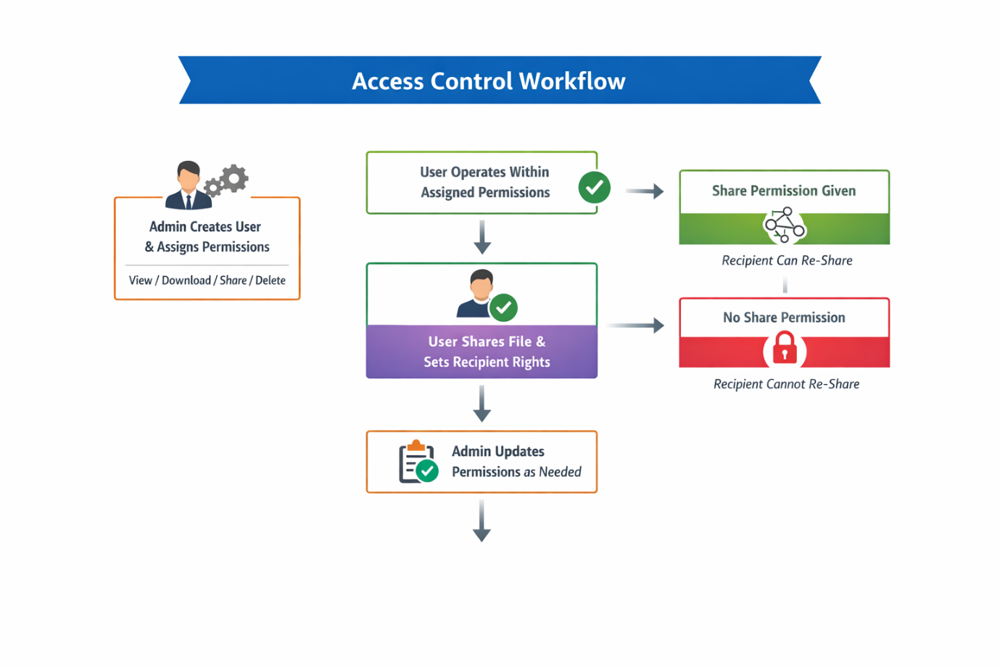 Access Control Workflow
Admin Creates User
& Assigns Permissions
View / Download / Share / Delete
User Operates Within
Assigned Permissions
Share Permission Given
Recipient Can Re-Share
User Shares File &
Sets Recipient Rights
No Share Permission
Recipient Cannot Re-Share
Admin Updates
Permissions as Needed